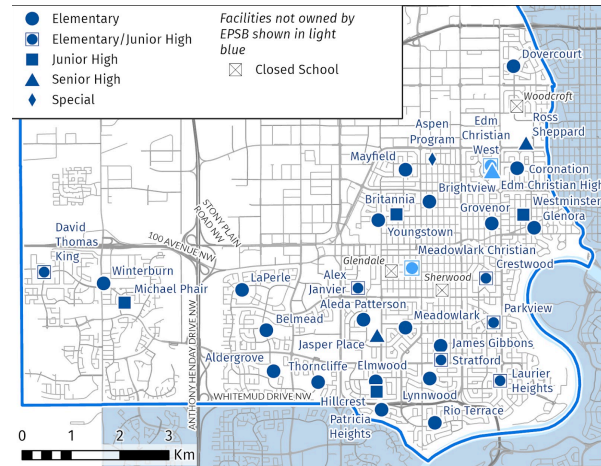 Elementary
Elementary/Junior High
Junior High
Senior High
Special
Facilities not owned by
EPSB shown in light
blue
Closed School
Dovercourt
Woodcroft
Ross
Sheppard
Edm
Christian
West
Aspen
Program
Mayfield
Coronation
Brightview
Edm Christian High
Britannia
Grovenor
Westminster
Glenora
Youngstown
STONY PLAIN
ROAD NW
100 AVENUE NW
David
Thomas
King
Winterburn
Michael Phair
Glendale
Meadowlark Christian
Crestwood
Sherwood
LaPerle
Alex
Janvier
Aleda Patterson
Parkview
Belmead
Meadowlark
Jasper Place
James Gibbons
Stratford
Aldergrove
Thorncliffe
Elmwood
Laurier
Heights
ANTHONY HENDAY DRIVE NW
WHITEMUD DRIVE NW
Hillcrest
Lynnwood
Patricia
Heights
Rio Terrace
0 1 2 3
Km